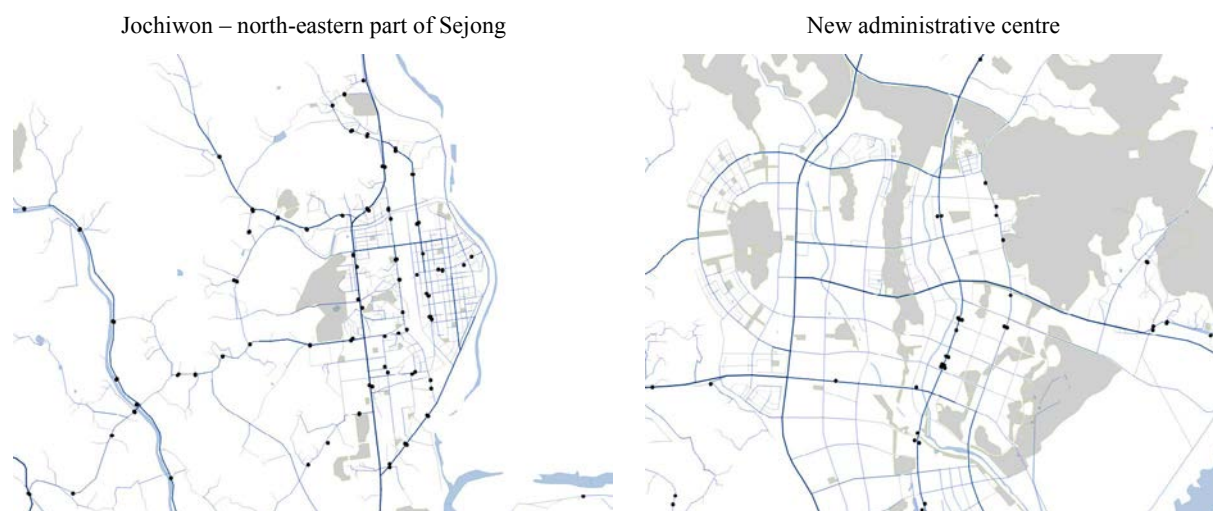 Jochiwon – north-eastern part of Sejong
New administrative centre